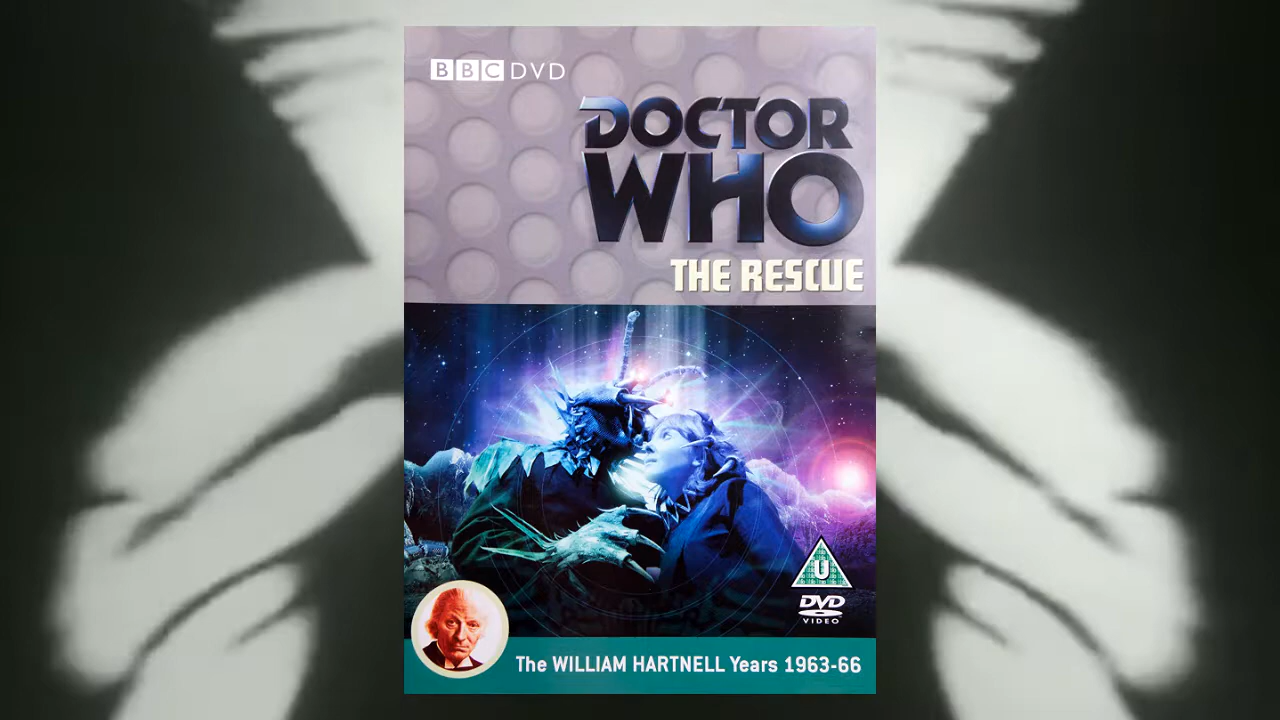 BBC DVD
DOCTOR
WHO
THE RESCUE
U
DVD
VIDEO
The WILLIAM HARTNELL Years 1963-66